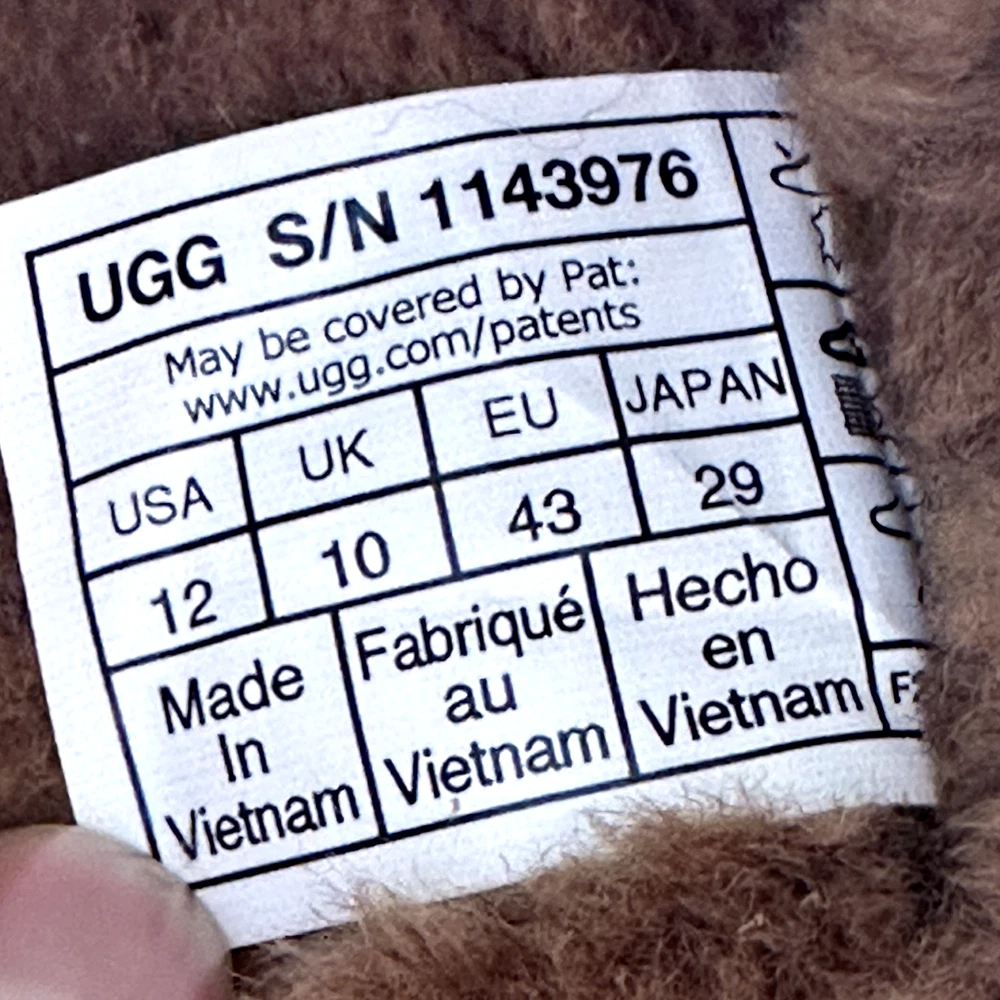 UGG S/N 1143976
May be covered by Pat:
www.ugg.com/patents
USA UK EU JAPAN
12 10 43 29
Made
In
Vietnam
Fabriqué
au
Vietnam
Hecho
en
Vietnam